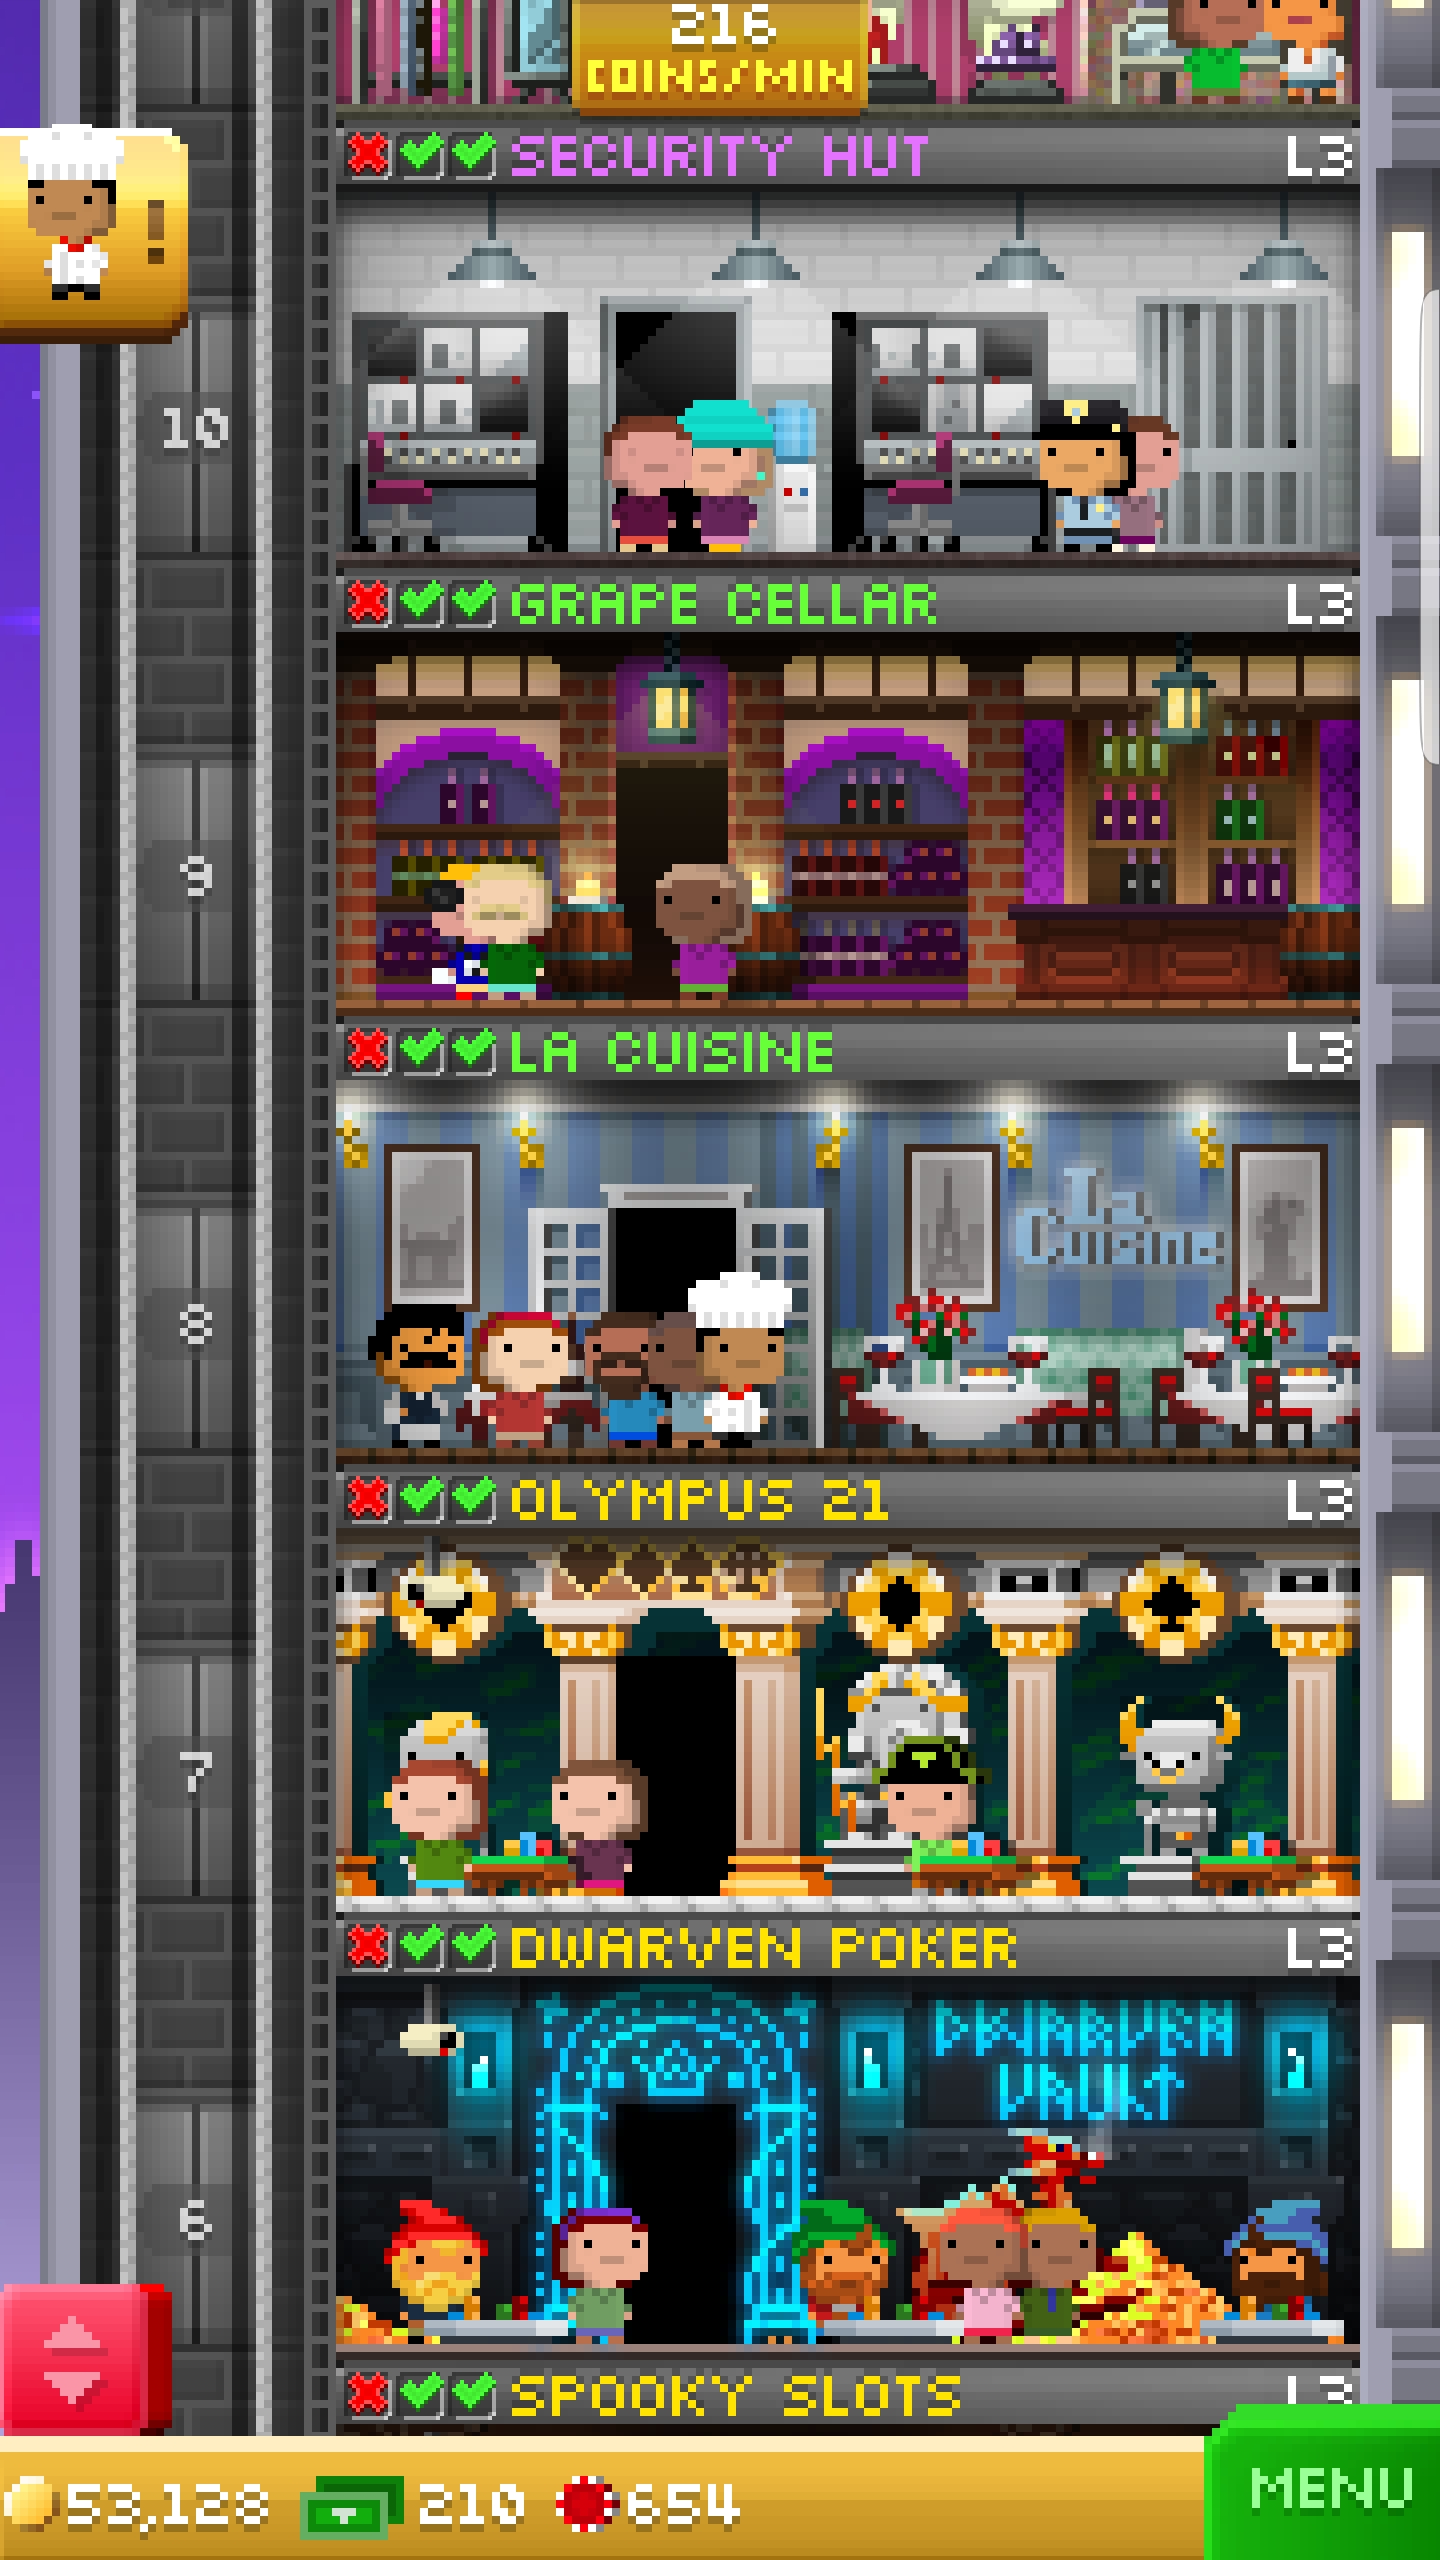 216
COINS/MIN
SECURITY HUT L3
!
10
GRAPE CELLAR L3
9
LA CUISINE L3
La
Cuisine
8
OLYMPUS 21 L3
7
DWARVEN POKER L3
DWARVEN
VAULT
6
SPOOKY SLOTS L3
53,128 210 654
MENU